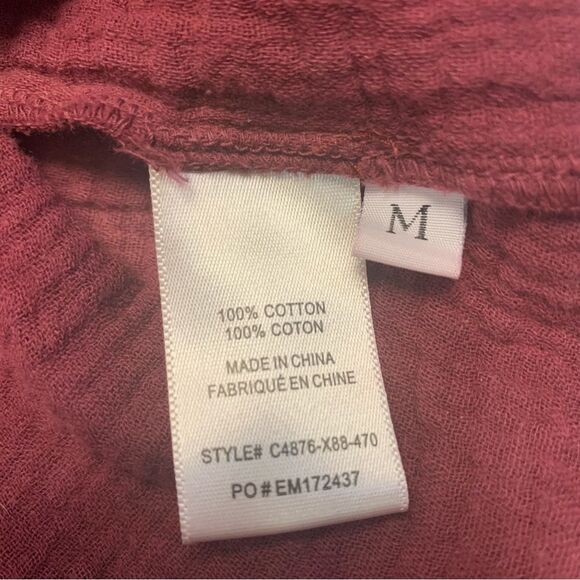 M
100% COTTON
100% COTON
MADE IN CHINA
FABRIQUÉ EN CHINE
STYLE# C4876-X88-470
PO # EM172437